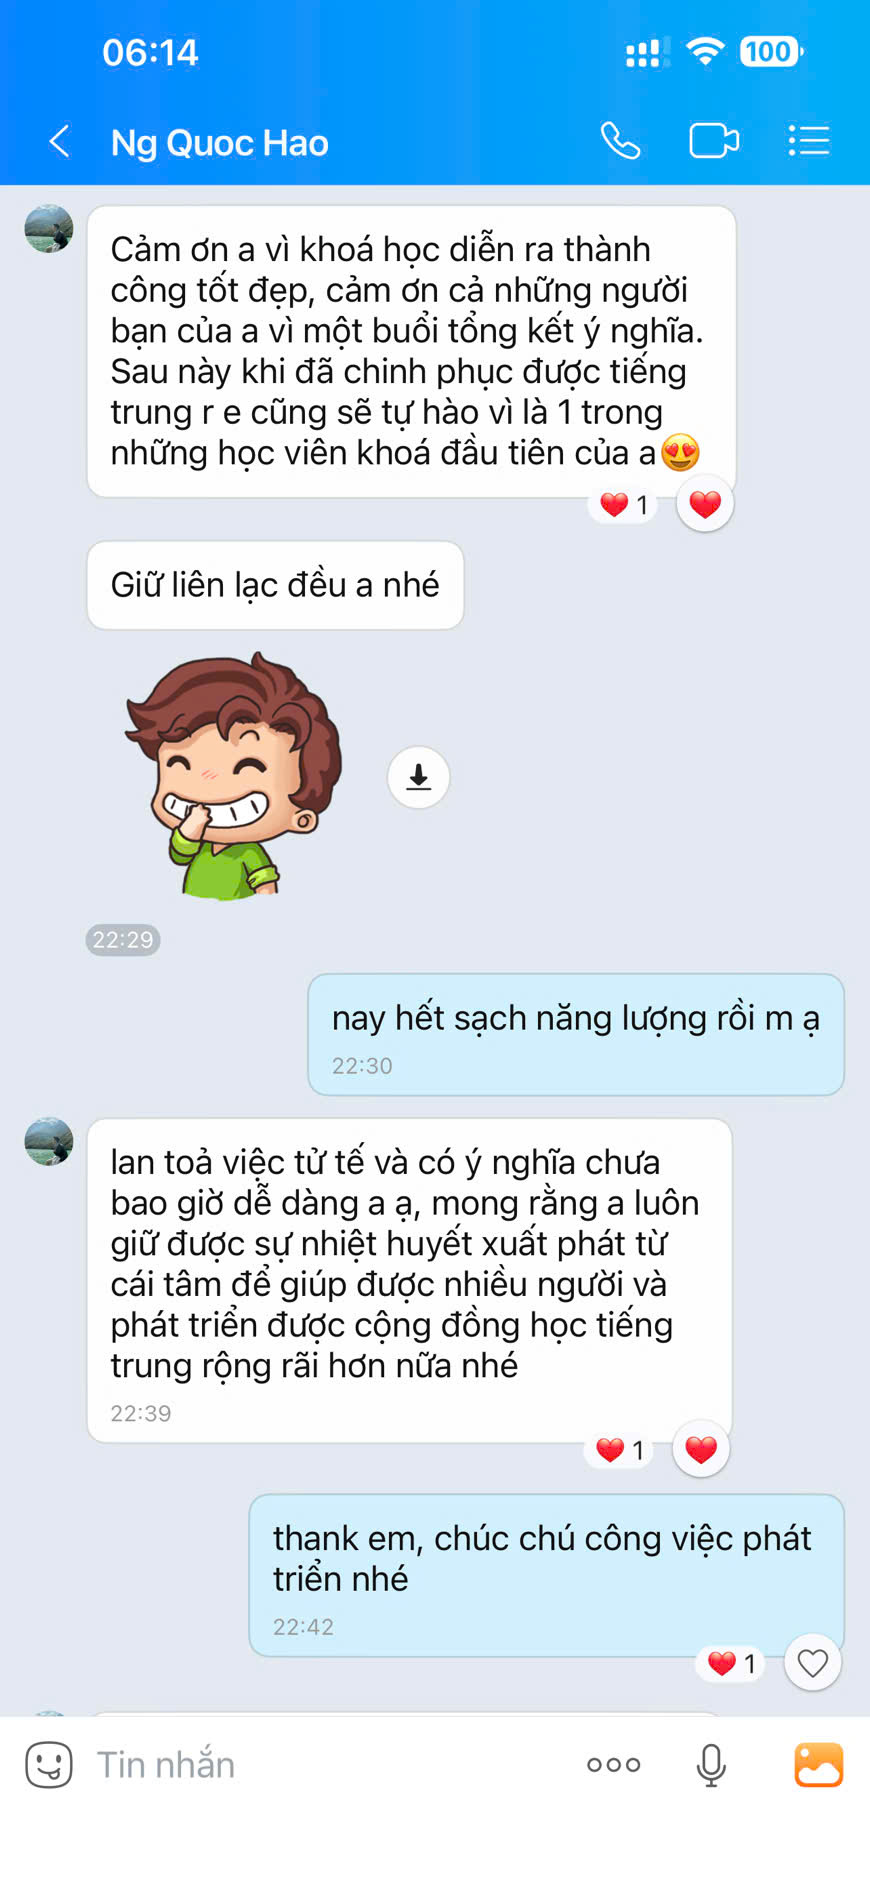 06:14
100
Ng Quoc Hao
Cảm ơn a vì khoá học diễn ra thành
công tốt đẹp, cảm ơn cả những người
bạn của a vì một buổi tổng kết ý nghĩa.
Sau này khi đã chinh phục được tiếng
trung r e cũng sẽ tự hào vì là 1 trong
những học viên khoá đầu tiên của a😍
❤️ 1
Giữ liên lạc đều a nhé
22:29
nay hết sạch năng lượng rồi m ạ
22:30
lan toả việc tử tế và có ý nghĩa chưa
bao giờ dễ dàng a ạ, mong rằng a luôn
giữ được sự nhiệt huyết xuất phát từ
cái tâm để giúp được nhiều người và
phát triển được cộng đồng học tiếng
trung rộng rãi hơn nữa nhé
22:39
❤️ 1
thank em, chúc chú công việc phát
triển nhé
22:42
❤️ 1
Tin nhắn